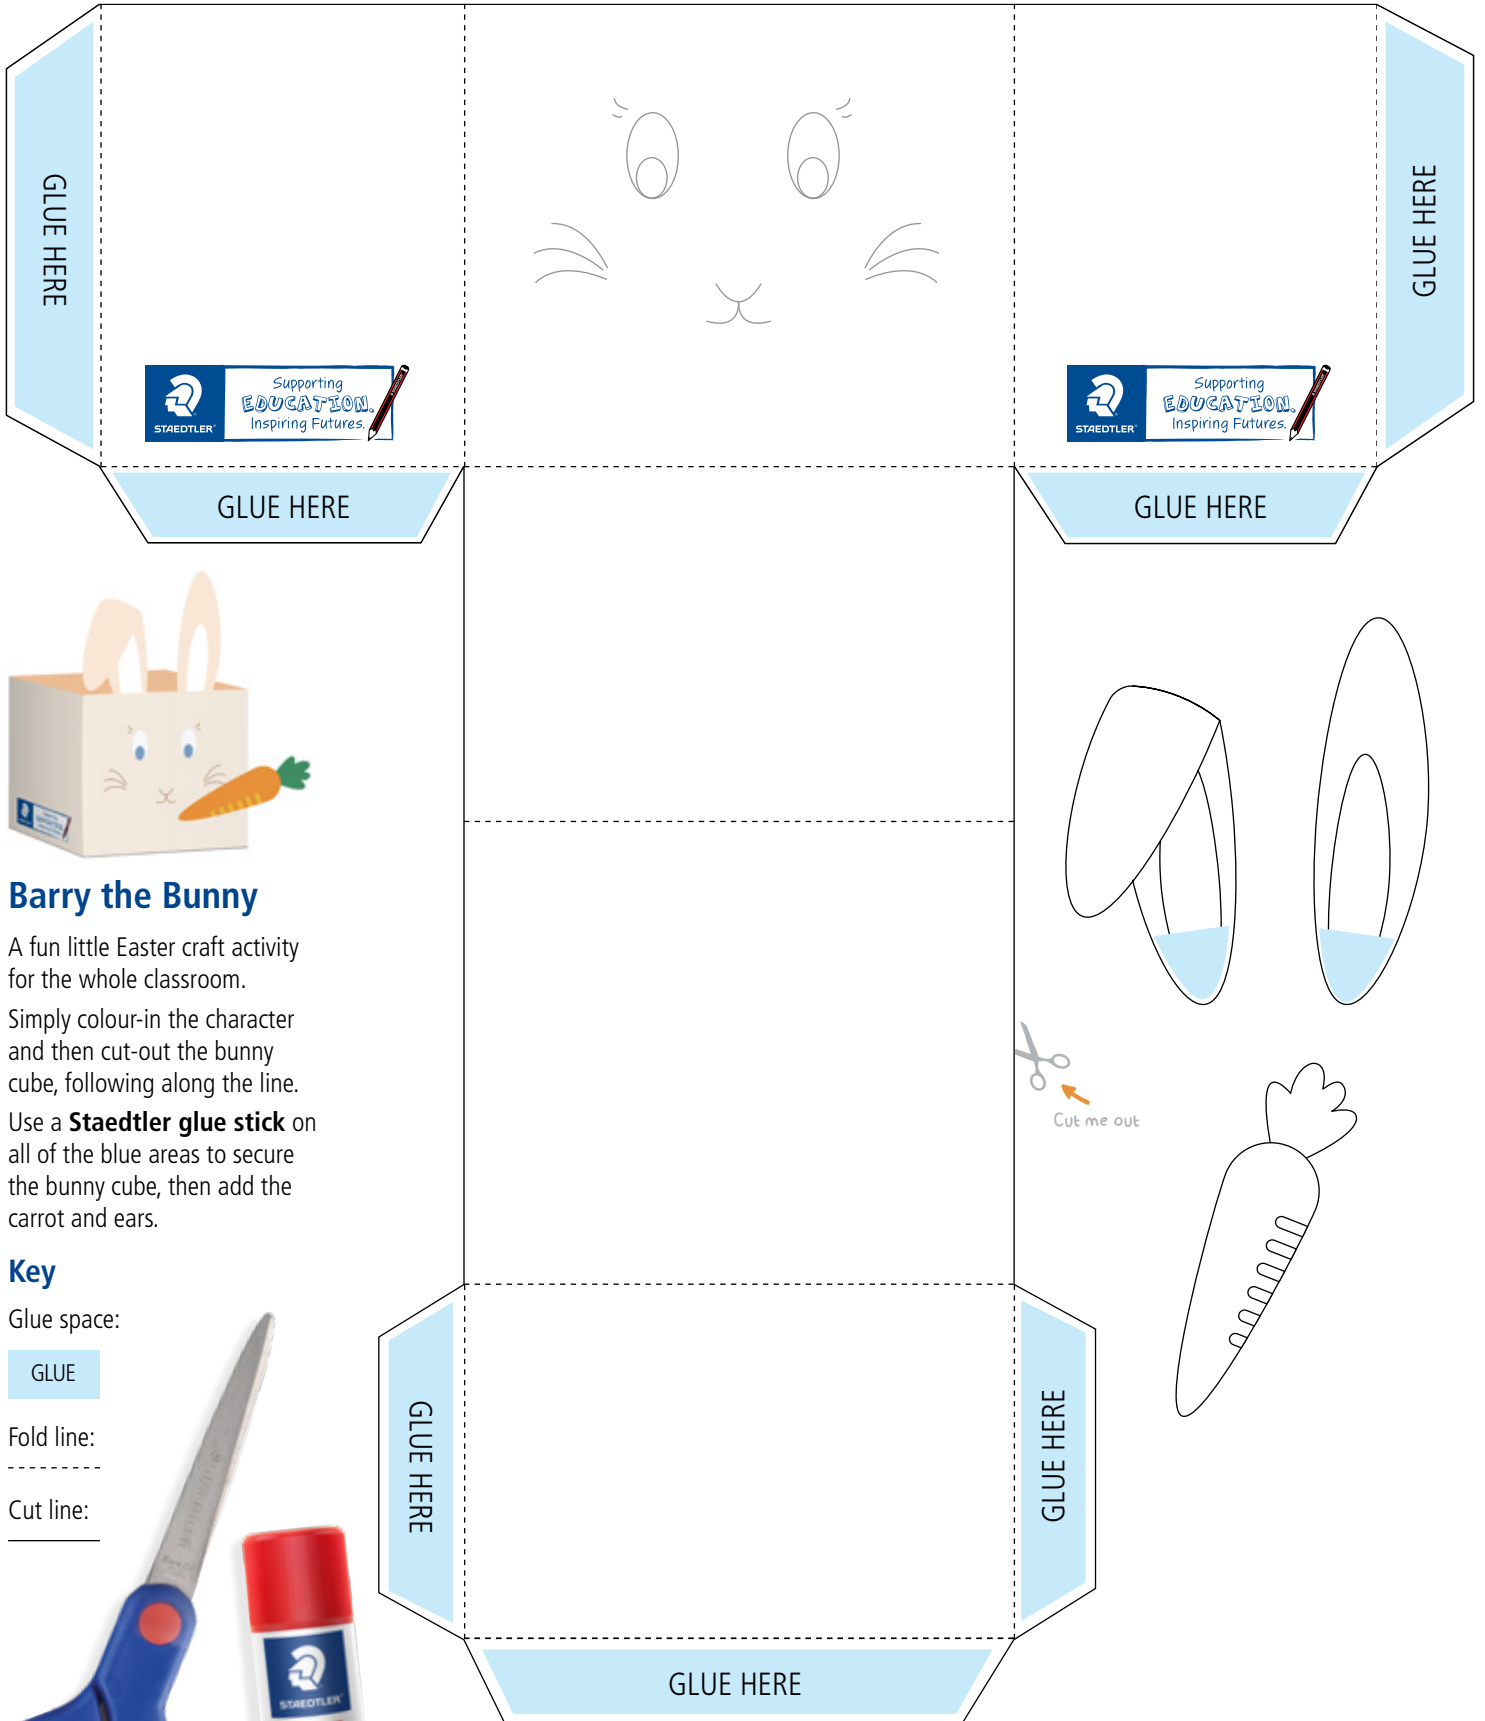 GLUE HERE
GLUE HERE
STAEDTLER
Supporting
EDUCATION.
Inspiring Futures.
STAEDTLER
Supporting
EDUCATION.
Inspiring Futures.
GLUE HERE
GLUE HERE
Barry the Bunny
A fun little Easter craft activity
for the whole classroom.
Simply colour-in the character
and then cut-out the bunny
cube, following along the line.
Use a Staedtler glue stick on
all of the blue areas to secure
the bunny cube, then add the
carrot and ears.
Cut me out
Key
Glue space:
GLUE
Fold line:
Cut line:
GLUE HERE
GLUE HERE
STAEDTLER
GLUE HERE